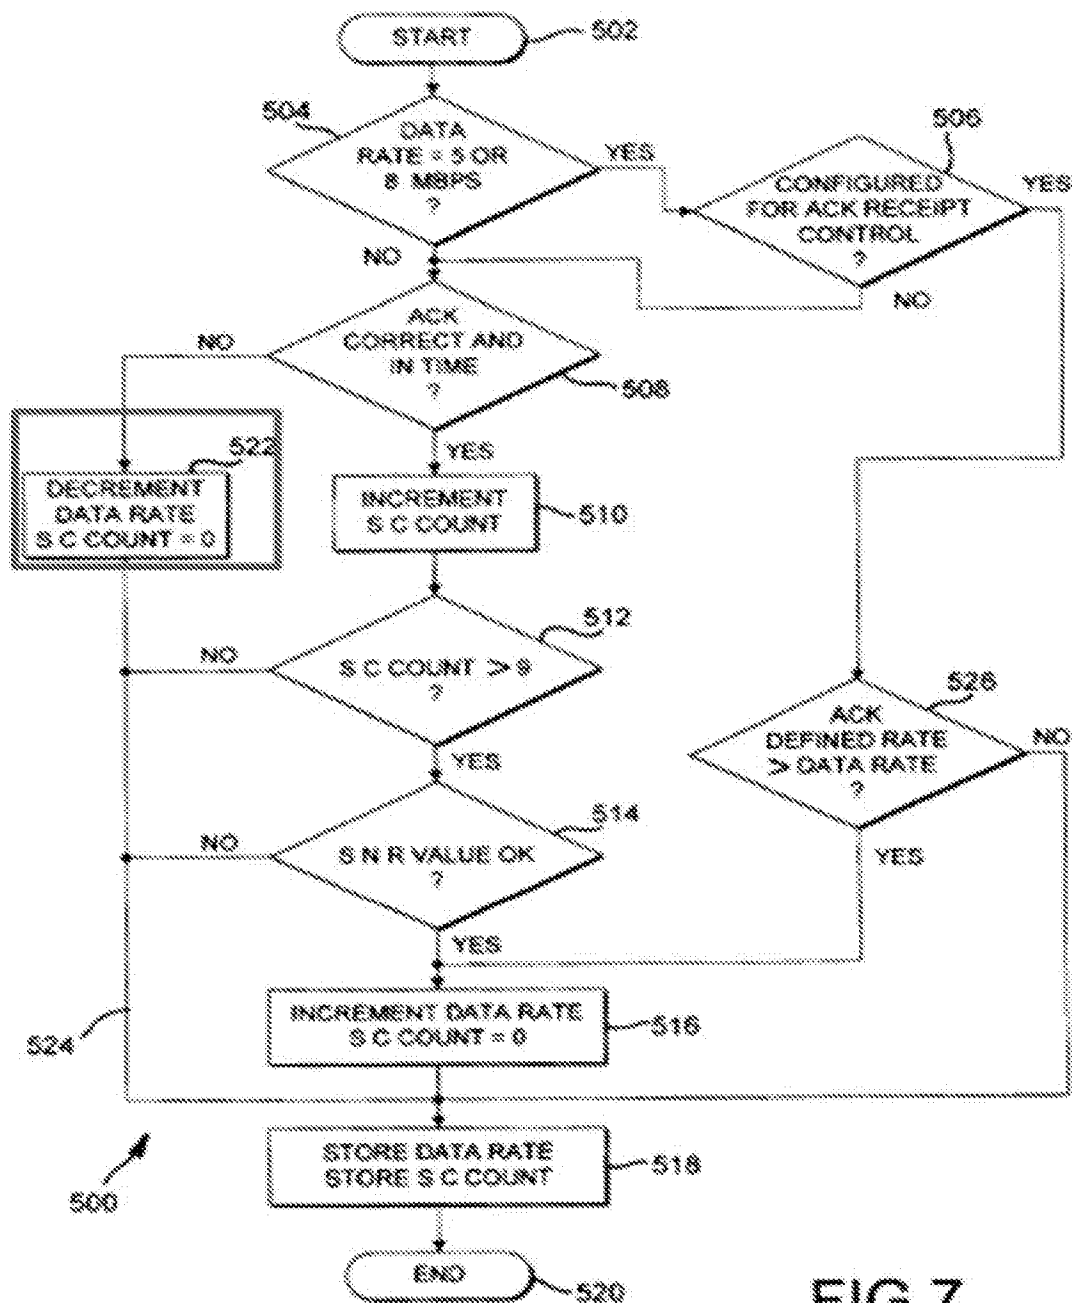 START
502
504
DATA
RATE = 5 OR
8 MBPS
?
YES
506
CONFIGURED
FOR ACK RECEIPT
CONTROL
?
YES
NO
NO
ACK
CORRECT AND
IN TIME
?
NO
508
YES
522
DECREMENT
DATA RATE
S C COUNT = 0
INCREMENT
S C COUNT
510
512
S C COUNT > 9
?
NO
YES
526
ACK
DEFINED RATE
> DATA RATE
?
NO
YES
514
S N R VALUE OK
?
NO
YES
INCREMENT DATA RATE
S C COUNT = 0
516
524
STORE DATA RATE
STORE S C COUNT
518
500
END
520
FIG.7